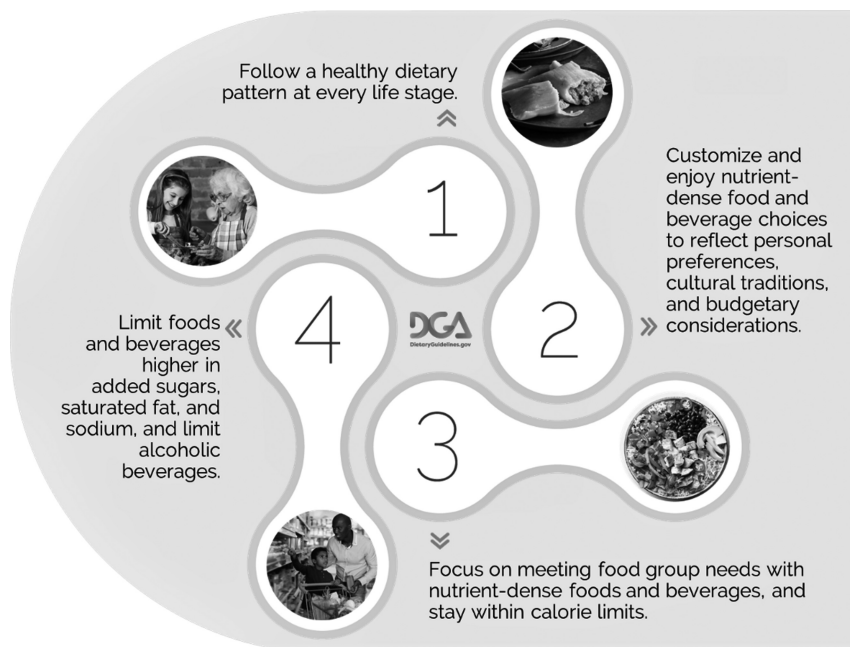 Follow a healthy dietary
pattern at every life stage.
1
Customize and
enjoy nutrient-
dense food and
beverage choices
to reflect personal
preferences,
cultural traditions,
and budgetary
considerations.
2
DGA
DietaryGuidelines.gov
4
Limit foods
and beverages
higher in
added sugars,
saturated fat, and
sodium, and limit
alcoholic
beverages.
3
Focus on meeting food group needs with
nutrient-dense foods and beverages, and
stay within calorie limits.